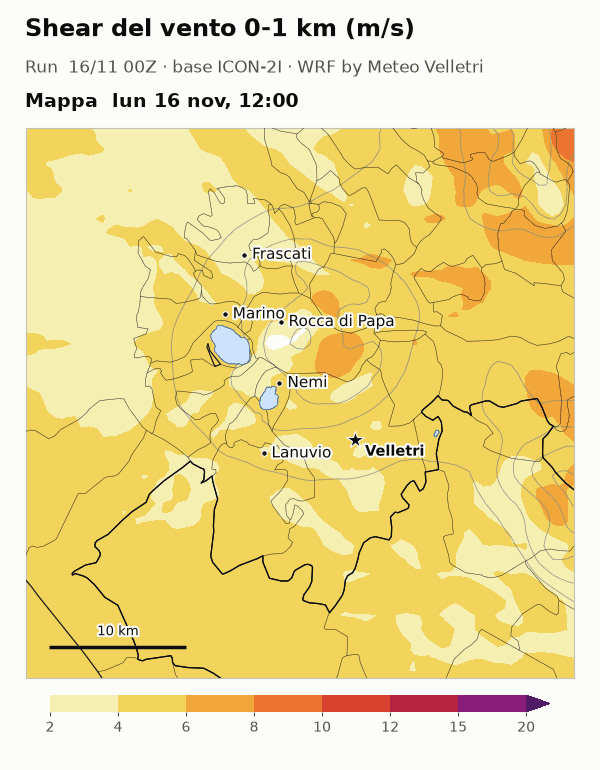 Shear del vento 0-1 km (m/s)
Run  16/11 00Z · base ICON-2I · WRF by Meteo Velletri
Mappa  lun 16 nov, 12:00
Frascati
Marino
Rocca di Papa
Nemi
Velletri
Lanuvio
10 km
2 4 6 8 10 12 15 20